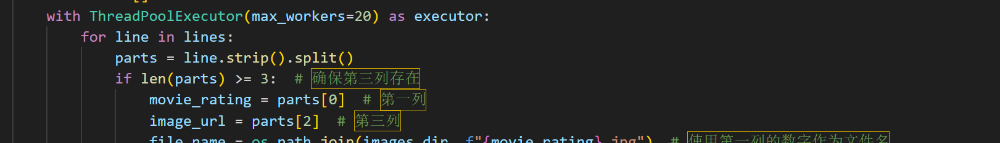 []
with ThreadPoolExecutor(max_workers=20) as executor:
for line in lines:
parts = line.strip().split()
if len(parts) >= 3:  # 确保第三列存在
movie_rating = parts[0]  # 第一列
image_url = parts[2]  # 第三列
file_name = os.path.join(images_dir, f"{movie_rating}.jpg")  # 使用第一列的数字作为文件名